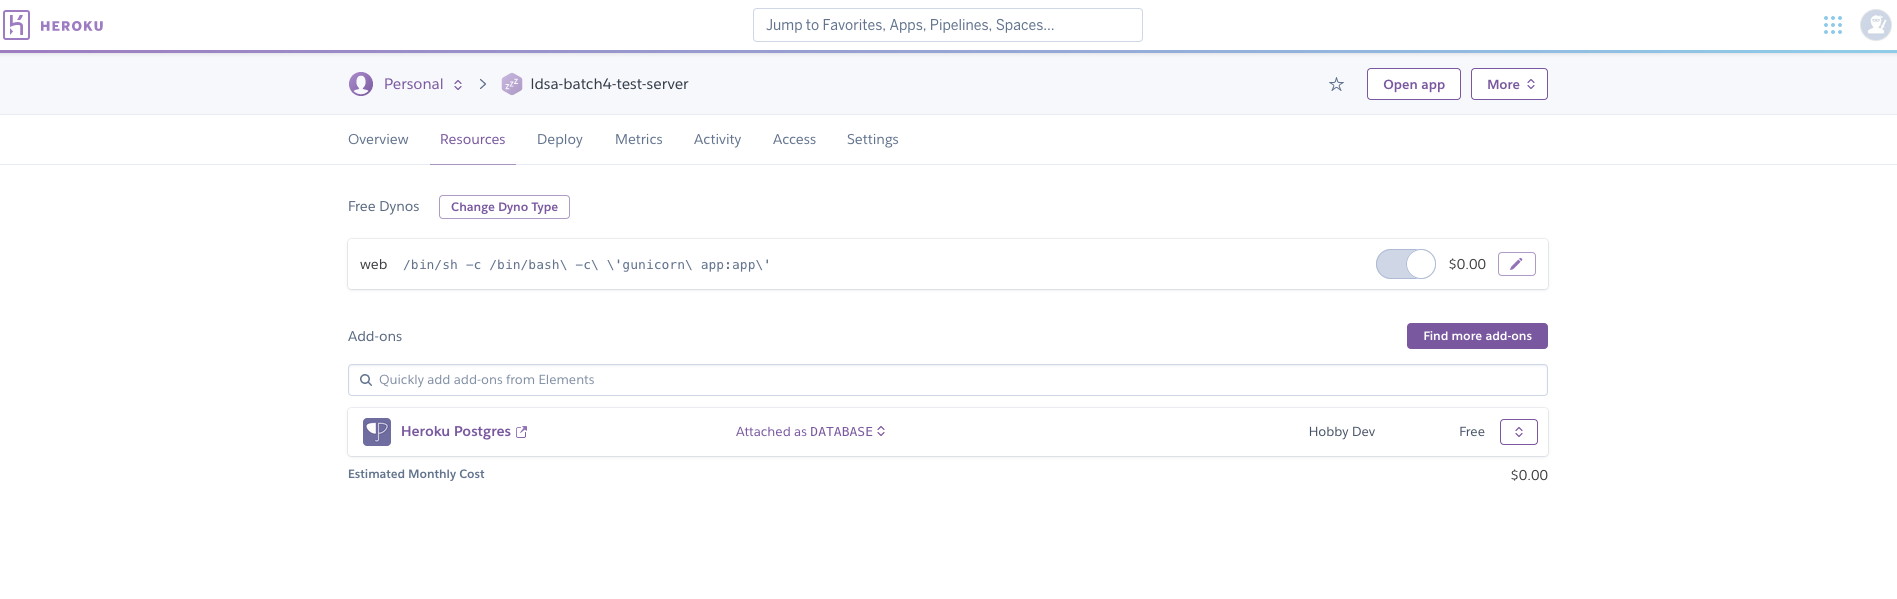 HEROKU
Jump to Favorites, Apps, Pipelines, Spaces...
Personal
zzz
ldsa-batch4-test-server
Open app
More
Overview
Resources
Deploy
Metrics
Activity
Access
Settings
Free Dynos
Change Dyno Type
web /bin/sh -c /bin/bash\ -c\ \'gunicorn\ app:app\'
$0.00
Add-ons
Find more add-ons
Quickly add add-ons from Elements
Heroku Postgres
Attached as DATABASE
Hobby Dev
Free
Estimated Monthly Cost
$0.00